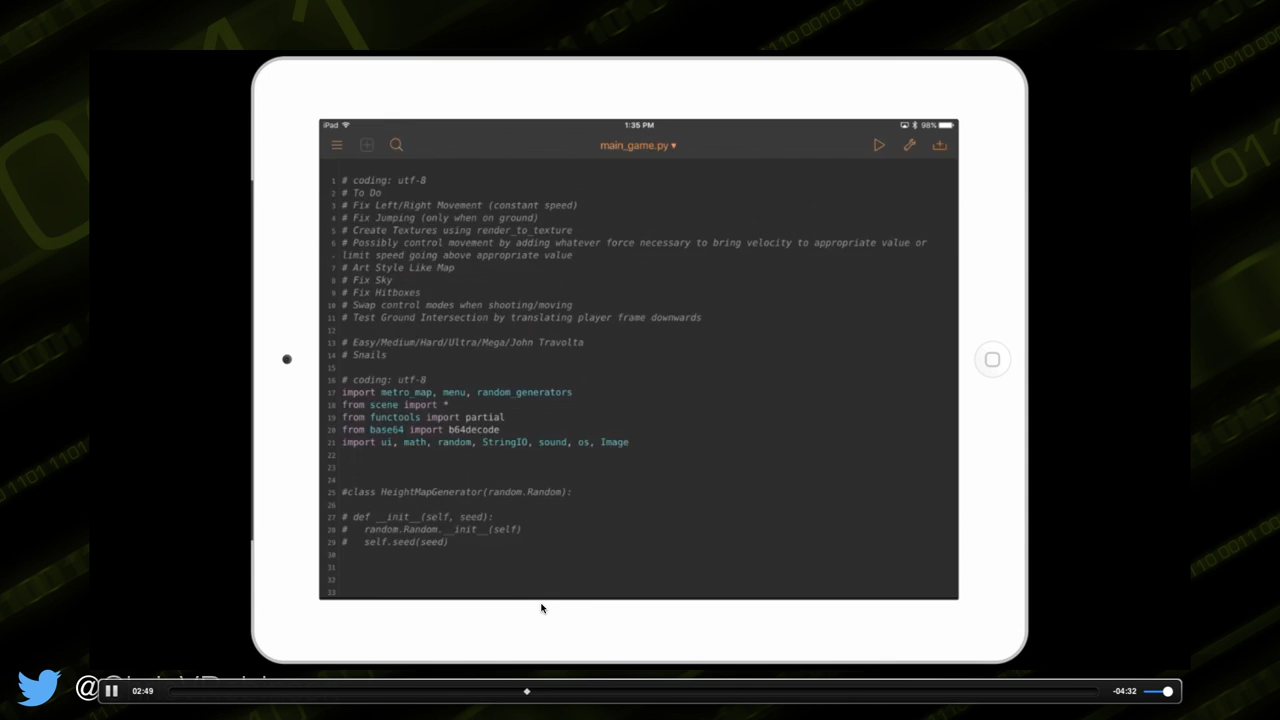 iPad 1:35 PM 98%
main_game.py ▾
1 # coding: utf-8
2 # To Do
3 # Fix Left/Right Movement (constant speed)
4 # Fix Jumping (only when on ground)
5 # Create Textures using render_to_texture
6 # Possibly control movement by adding whatever force necessary to bring velocity to appropriate value or
. limit speed going above appropriate value
7 # Art Style Like Map
8 # Fix Sky
9 # Fix Hitboxes
10 # Swap control modes when shooting/moving
11 # Test Ground Intersection by translating player frame downwards
12
13 # Easy/Medium/Hard/Ultra/Mega/John Travolta
14 # Snails
15
16 # coding: utf-8
17 import metro_map, menu, random_generators
18 from scene import *
19 from functools import partial
20 from base64 import b64decode
21 import ui, math, random, StringIO, sound, os, Image
22
23
24
25 #class HeightMapGenerator(random.Random):
26
27 # def __init__(self, seed):
28 #   random.Random.__init__(self)
29 #   self.seed(seed)
30
31
32
33
@
02:49 -04:32